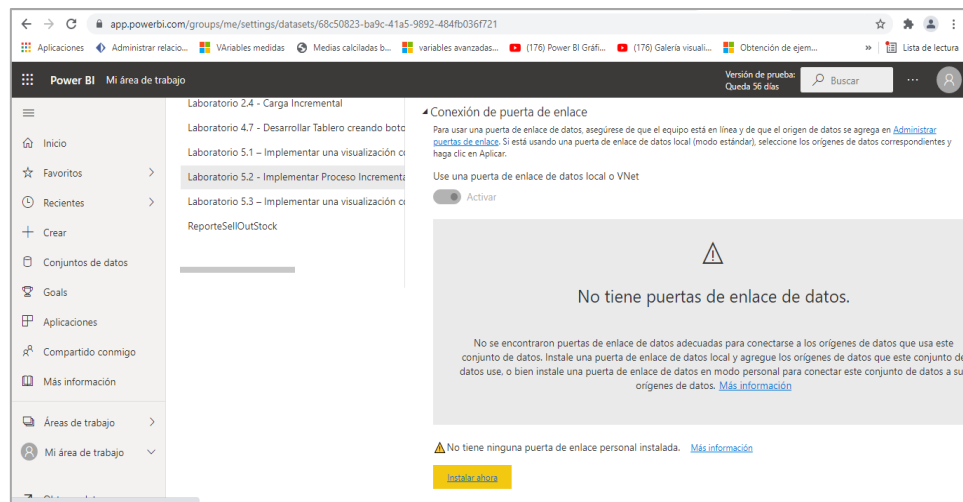 app.powerbi.com/groups/me/settings/datasets/68c50823-ba9c-41a5-9892-484fb036f721
Aplicaciones Administrar relacio... VAriables medidas Medias calciladas b... variables avanzadas... (176) Power BI Gráfi... (176) Galería visuali... Obtención de ejem... » Lista de lectura
Power BI Mi área de trabajo
Versión de prueba:
Queda 56 días
Buscar
Inicio
Favoritos
Recientes
Crear
Conjuntos de datos
Goals
Aplicaciones
Compartido conmigo
Más información
Áreas de trabajo
Mi área de trabajo
Laboratorio 2.4 - Carga Incremental
Laboratorio 4.7 - Desarrollar Tablero creando boto
Laboratorio 5.1 – Implementar una visualización co
Laboratorio 5.2 - Implementar Proceso Incrementa
Laboratorio 5.3 – Implementar una visualización co
ReporteSellOutStock
Conexión de puerta de enlace
Para usar una puerta de enlace de datos, asegúrese de que el equipo está en línea y de que el origen de datos se agrega en Administrar
puertas de enlace. Si está usando una puerta de enlace de datos local (modo estándar), seleccione los orígenes de datos correspondientes y
haga clic en Aplicar.
Use una puerta de enlace de datos local o VNet
Activar
No tiene puertas de enlace de datos.
No se encontraron puertas de enlace de datos adecuadas para conectarse a los orígenes de datos que usa este
conjunto de datos. Instale una puerta de enlace de datos local y agregue los orígenes de datos que este conjunto de
datos use, o bien instale una puerta de enlace de datos en modo personal para conectar este conjunto de datos a su
orígenes de datos. Más información
No tiene ninguna puerta de enlace personal instalada. Más información
Instalar ahora